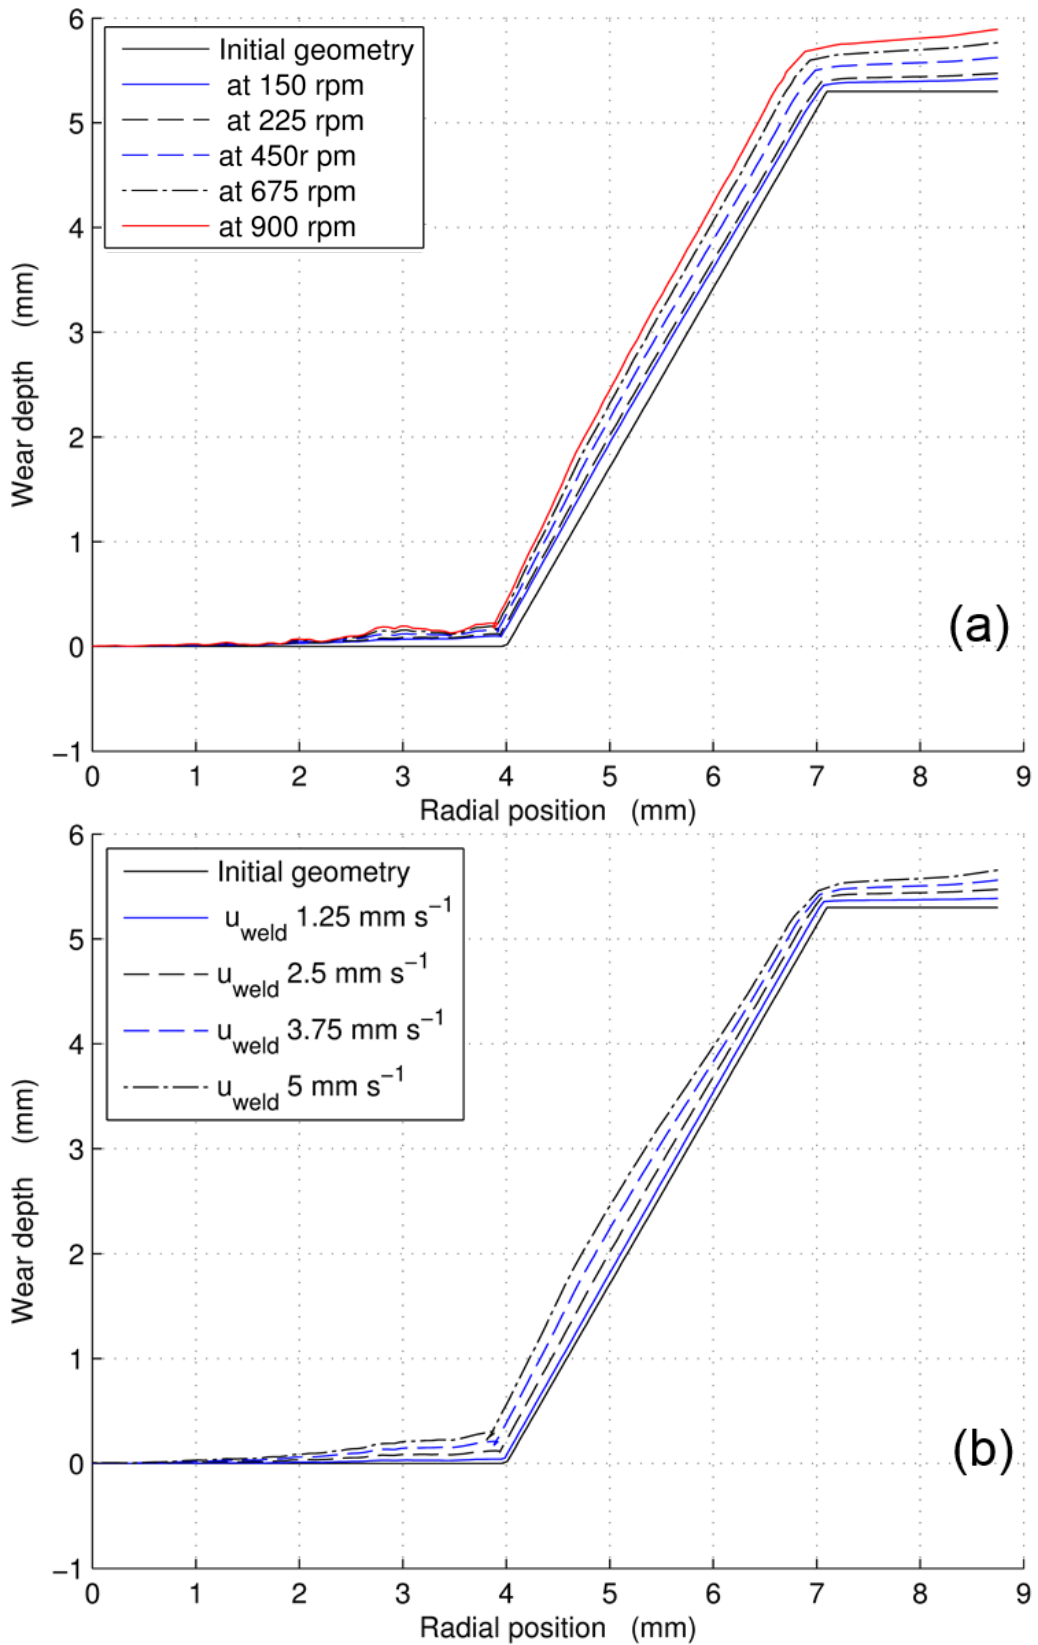 6
5
4
3
2
1
0
−1
Wear depth (mm)
Initial geometry
at 150 rpm
at 225 rpm
at 450r pm
at 675 rpm
at 900 rpm
(a)
0 1 2 3 4 5 6 7 8 9
Radial position (mm)
6
5
4
3
2
1
0
−1
Wear depth (mm)
Initial geometry
u_weld 1.25 mm s⁻¹
u_weld 2.5 mm s⁻¹
u_weld 3.75 mm s⁻¹
u_weld 5 mm s⁻¹
(b)
0 1 2 3 4 5 6 7 8 9
Radial position (mm)